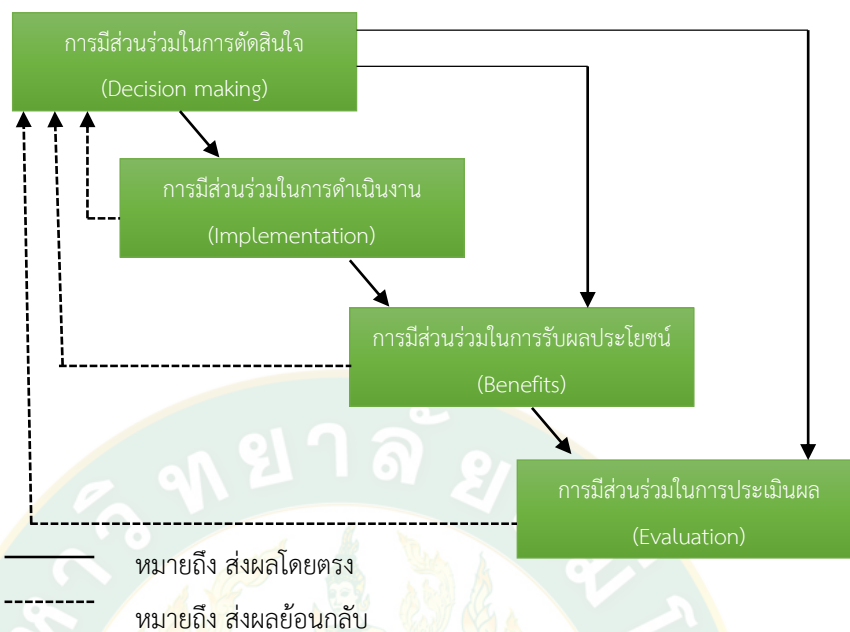 การมีส่วนร่วมในการตัดสินใจ
(Decision making)
การมีส่วนร่วมในการดำเนินงาน
(Implementation)
การมีส่วนร่วมในการรับผลประโยชน์
(Benefits)
การมีส่วนร่วมในการประเมินผล
(Evaluation)
หมายถึง ส่งผลโดยตรง
หมายถึง ส่งผลย้อนกลับ